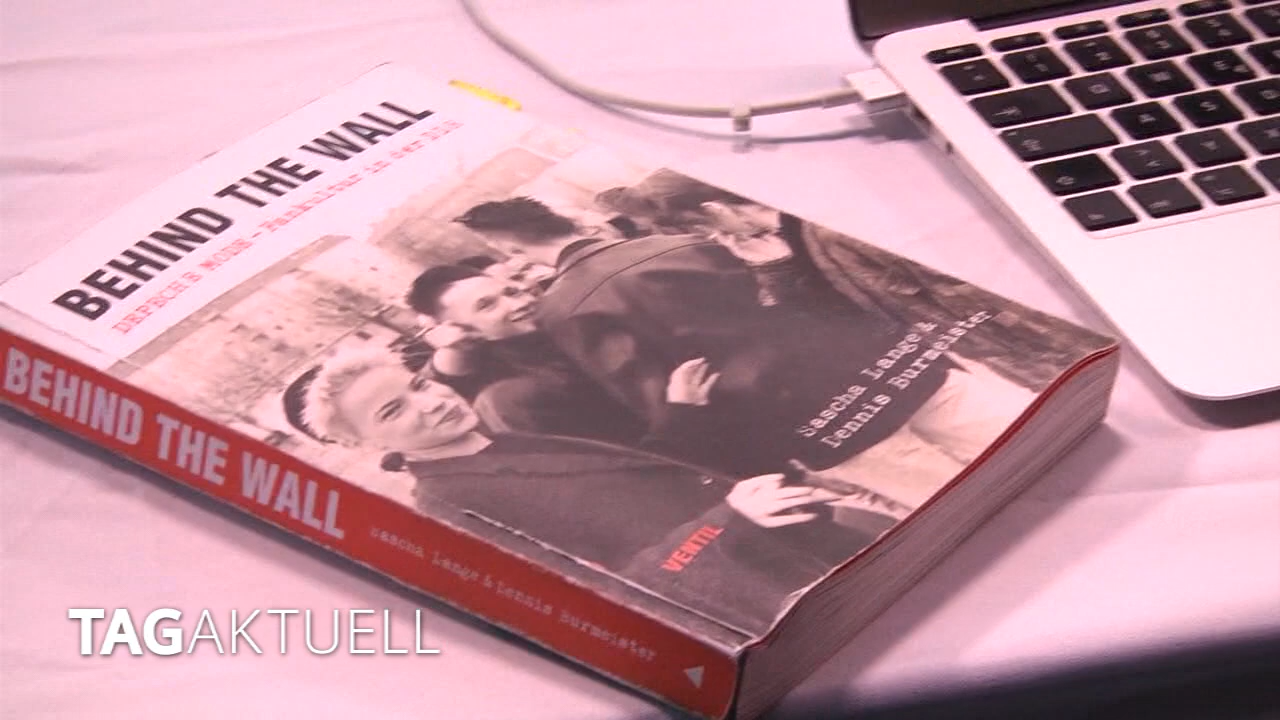 BEHIND THE WALL
DEPECHE MODE - Fankultur in der DDR
Sascha Lange &
Dennis Burmeister
VENTIL
BEHIND THE WALL Sascha Lange & Dennis Burmeister
TAGAKTUELL